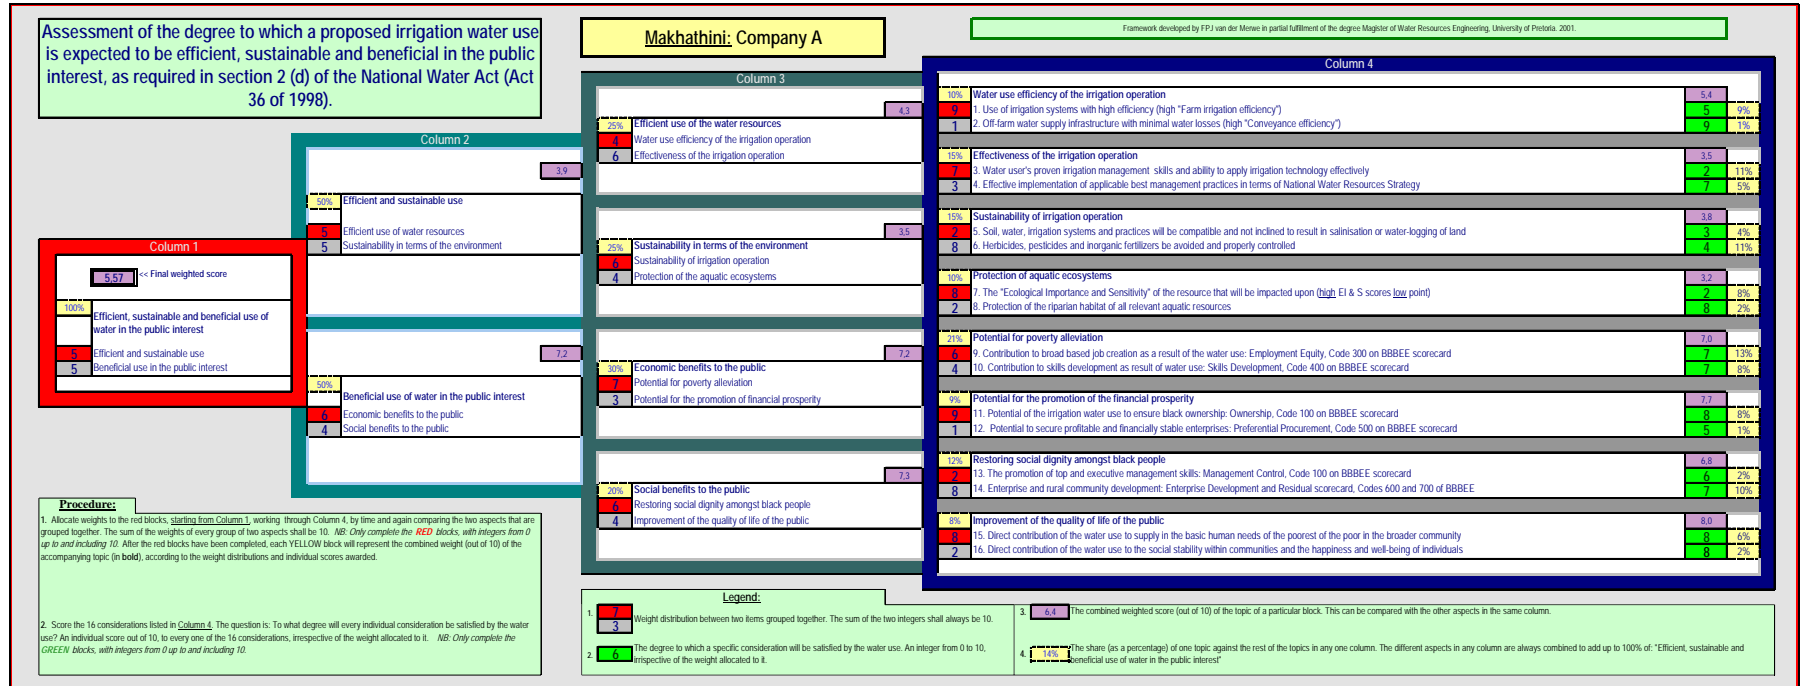 Assessment of the degree to which a proposed irrigation water use
is expected to be efficient, sustainable and beneficial in the public
interest, as required in section 2 (d) of the National Water Act (Act
36 of 1998).
Makhathini: Company A
Framework developed by FPJ van der Merwe in partial fulfillment of the degree Magister of Water Resources Engineering, University of Pretoria. 2001.
Column 1
5,57 << Final weighted score
100%
Efficient, sustainable and beneficial use of
water in the public interest
5 Efficient and sustainable use
5 Beneficial use in the public interest
Column 2
3,9
50% Efficient and sustainable use
5 Efficient use of water resources
5 Sustainability in terms of the environment
7,2
50%
Beneficial use of water in the public interest
6 Economic benefits to the public
4 Social benefits to the public
Column 3
4,3
25% Efficient use of the water resources
4 Water use efficiency of the irrigation operation
6 Effectiveness of the irrigation operation
3,5
25% Sustainability in terms of the environment
6 Sustainability of irrigation operation
4 Protection of the aquatic ecosystems
7,2
30% Economic benefits to the public
7 Potential for poverty alleviation
3 Potential for the promotion of financial prosperity
7,3
20% Social benefits to the public
6 Restoring social dignity amongst black people
4 Improvement of the quality of life of the public
Column 4
10% Water use efficiency of the irrigation operation 5,4
9 1. Use of irrigation systems with high efficiency (high "Farm irrigation efficiency") 5 9%
1 2. Off-farm water supply infrastructure with minimal water losses (high "Conveyance efficiency") 9 1%
15% Effectiveness of the irrigation operation 3,5
7 3. Water user's proven irrigation management skills and ability to apply irrigation technology effectively 2 11%
3 4. Effective implementation of applicable best management practices in terms of National Water Resources Strategy 7 5%
15% Sustainability of irrigation operation 3,8
2 5. Soil, water, irrigation systems and practices will be compatible and not inclined to result in salinisation or water-logging of land 3 4%
8 6. Herbicides, pesticides and inorganic fertilizers be avoided and properly controlled 4 11%
10% Protection of aquatic ecosystems 3,2
8 7. The "Ecological Importance and Sensitivity" of the resource that will be impacted upon (high EI & S scores low point) 2 8%
2 8. Protection of the riparian habitat of all relevant aquatic resources 8 2%
21% Potential for poverty alleviation 7,0
6 9. Contribution to broad based job creation as a result of the water use: Employment Equity, Code 300 on BBBEE scorecard 7 13%
4 10. Contribution to skills development as result of water use: Skills Development, Code 400 on BBBEE scorecard 7 8%
9% Potential for the promotion of the financial prosperity 7,7
9 11. Potential of the irrigation water use to ensure black ownership: Ownership, Code 100 on BBBEE scorecard 8 8%
1 12. Potential to secure profitable and financially stable enterprises: Preferential Procurement, Code 500 on BBBEE scorecard 5 1%
12% Restoring social dignity amongst black people 6,8
2 13. The promotion of top and executive management skills: Management Control, Code 100 on BBBEE scorecard 6 2%
8 14. Enterprise and rural community development: Enterprise Development and Residual scorecard, Codes 600 and 700 of BBBEE 7 10%
8% Improvement of the quality of life of the public 8,0
8 15. Direct contribution of the water use to supply in the basic human needs of the poorest of the poor in the broader community 8 6%
2 16. Direct contribution of the water use to the social stability within communities and the happiness and well-being of individuals 8 2%
Procedure:
1. Allocate weights to the red blocks, starting from Column 1, working through Column 4, by time and again comparing the two aspects that are
grouped together. The sum of the weights of every group of two aspects shall be 10. NB: Only complete the RED blocks, with integers from 0
up to and including 10. After the red blocks have been completed, each YELLOW block will represent the combined weight (out of 10) of the
accompanying topic (in bold), according to the weight distributions and individual scores awarded.
2. Score the 16 considerations listed in Column 4. The question is: To what degree will every individual consideration be satisfied by the water
use? An individual score out of 10, to every one of the 16 considerations, irrespective of the weight allocated to it. NB: Only complete the
GREEN blocks, with integers from 0 up to and including 10.
Legend:
1. 7
3
Weight distribution between two items grouped together. The sum of the two integers shall always be 10.
2. 6 The degree to which a specific consideration will be satisfied by the water use. An integer from 0 to 10,
irrispective of the weight allocated to it.
3. 6,4 The combined weighted score (out of 10) of the topic of a particular block. This can be compared with the other aspects in the same column.
4. 14% The share (as a percentage) of one topic against the rest of the topics in any one column. The different aspects in any column are always combined to add up to 100% of: "Efficient, sustainable and
beneficial use of water in the public interest"